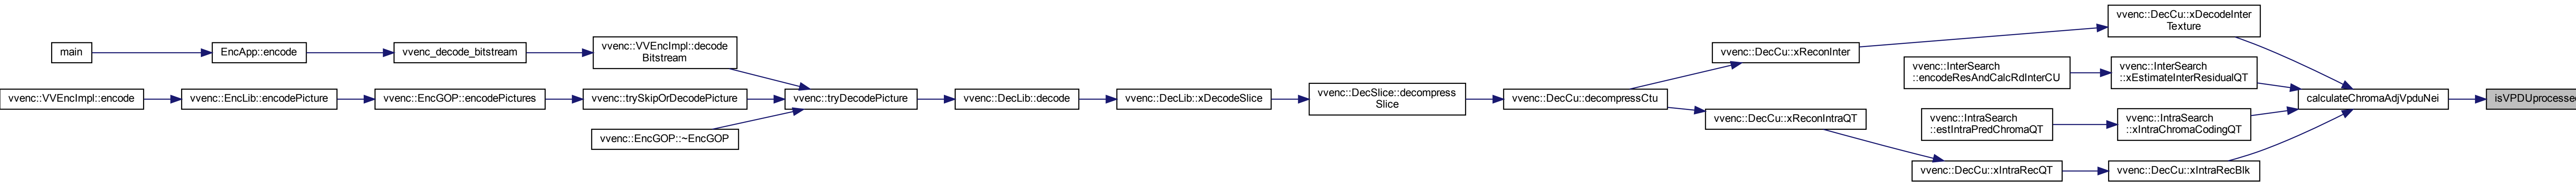 main
EncApp::encode
vvenc_decode_bitstream
vvenc::VVEncImpl::decode
Bitstream
vvenc::VVEncImpl::encode
vvenc::EncLib::encodePicture
vvenc::EncGOP::encodePictures
vvenc::trySkipOrDecodePicture
vvenc::EncGOP::~EncGOP
vvenc::tryDecodePicture
vvenc::DecLib::decode
vvenc::DecLib::xDecodeSlice
vvenc::DecSlice::decompress
Slice
vvenc::DecCu::decompressCtu
vvenc::DecCu::xReconInter
vvenc::DecCu::xReconIntraQT
vvenc::DecCu::xDecodeInter
Texture
vvenc::InterSearch
::encodeResAndCalcRdInterCU
vvenc::InterSearch
::xEstimateInterResidualQT
vvenc::IntraSearch
::estIntraPredChromaQT
vvenc::IntraSearch
::xIntraChromaCodingQT
vvenc::DecCu::xIntraRecQT
vvenc::DecCu::xIntraRecBlk
calculateChromaAdjVpduNei